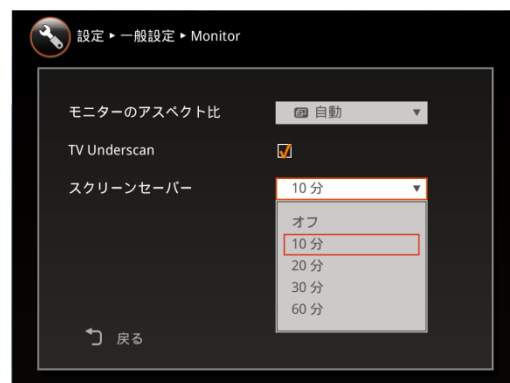 設定 ▸ 一般設定 ▸ Monitor
モニターのアスペクト比 自動
TV Underscan
スクリーンセーバー 10 分
オフ
10 分
20 分
30 分
60 分
戻る